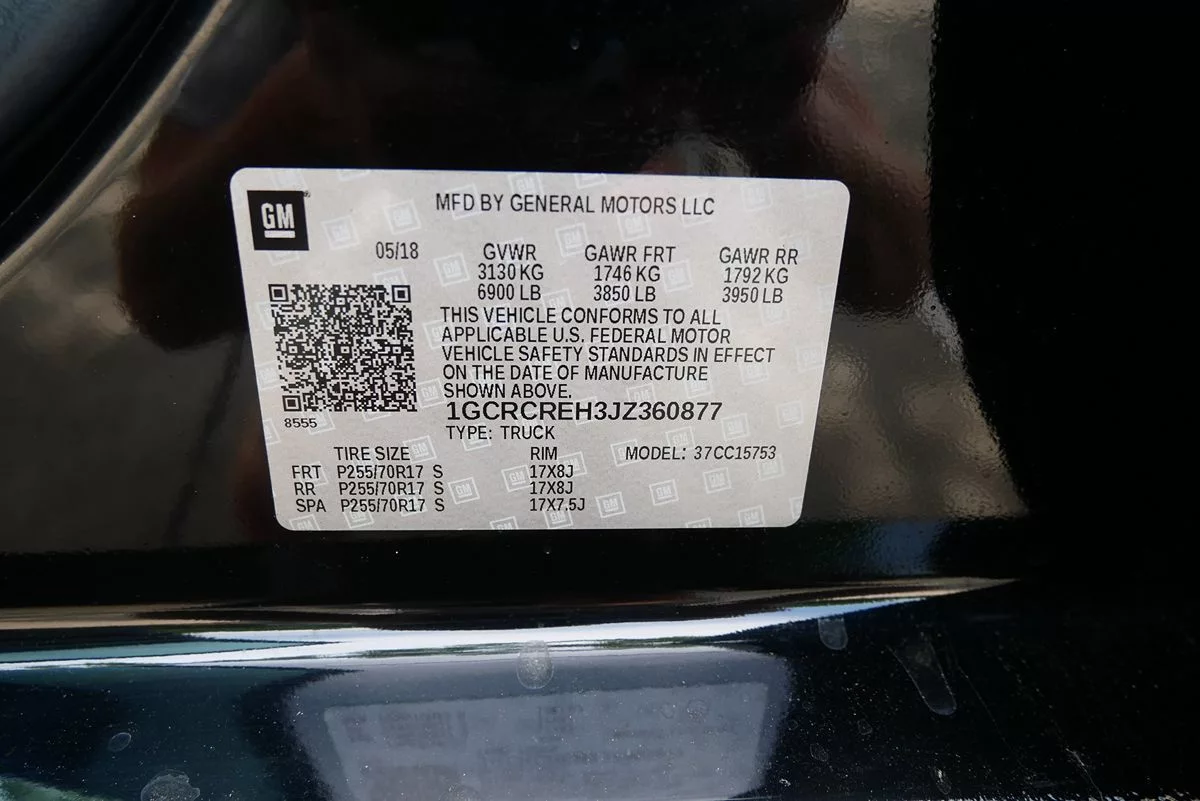 GM
MFD BY GENERAL MOTORS LLC
05/18 GVWR GAWR FRT GAWR RR
3130 KG 1746 KG 1792 KG
6900 LB 3850 LB 3950 LB
THIS VEHICLE CONFORMS TO ALL
APPLICABLE U.S. FEDERAL MOTOR
VEHICLE SAFETY STANDARDS IN EFFECT
ON THE DATE OF MANUFACTURE
SHOWN ABOVE.
1GCRCREH3JZ360877
8555
TYPE: TRUCK
TIRE SIZE RIM MODEL: 37CC15753
FRT P255/70R17 S 17X8J
RR P255/70R17 S 17X8J
SPA P255/70R17 S 17X7.5J